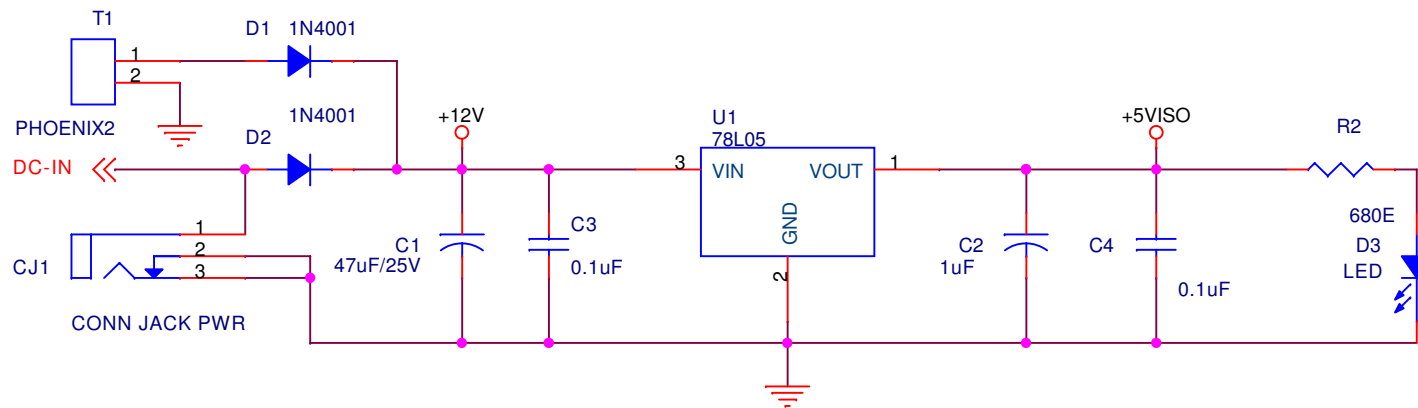 T1
D1 1N4001
1
2
PHOENIX2
1N4001
D2
DC-IN
+12V
U1
78L05
3 VIN VOUT 1
GND
2
+5VISO
R2
680E
D3
LED
C3
0.1uF
C1
47uF/25V
C2
1uF
C4
0.1uF
CJ1
1
2
3
CONN JACK PWR